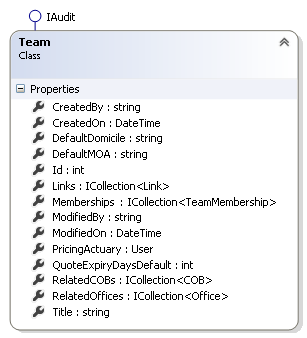 IAudit
Team
Class
Properties
CreatedBy : string
CreatedOn : DateTime
DefaultDomicile : string
DefaultMOA : string
Id : int
Links : ICollection<Link>
Memberships : ICollection<TeamMembership>
ModifiedBy : string
ModifiedOn : DateTime
PricingActuary : User
QuoteExpiryDaysDefault : int
RelatedCOBs : ICollection<COB>
RelatedOffices : ICollection<Office>
Title : string